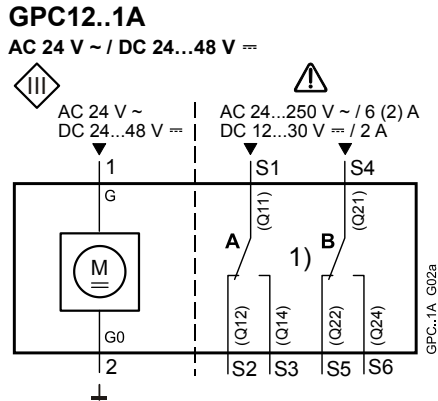 GPC12..1A
AC 24 V ~ / DC 24...48 V ⎓
III
AC 24 V ~
DC 24...48 V ⎓
AC 24...250 V ~ / 6 (2) A
DC 12...30 V ⎓ / 2 A
1 S1 S4
G (Q11) (Q21)
A 1) B
M
G0 (Q12) (Q14) (Q22) (Q24)
2 S2 S3 S5 S6
GPC..1A_G02a